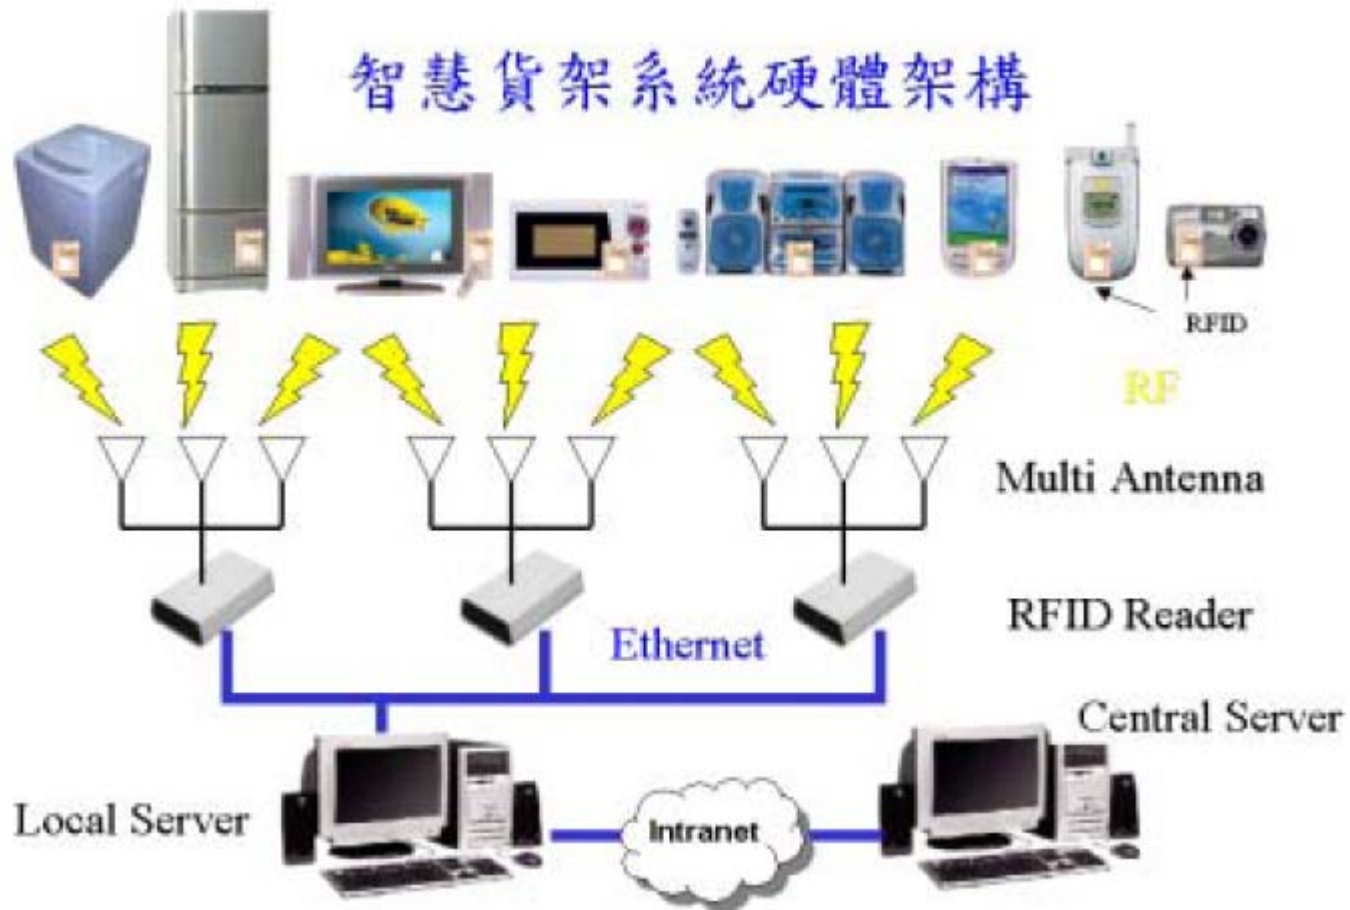 智慧貨架系統硬體架構
RFID
RF
Multi Antenna
RFID Reader
Ethernet
Central Server
Local Server
Intranet